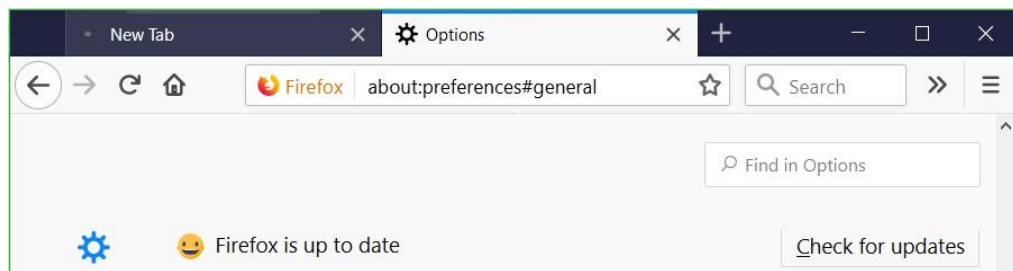 New Tab Options
Firefox about:preferences#general Search
Find in Options
Firefox is up to date Check for updates